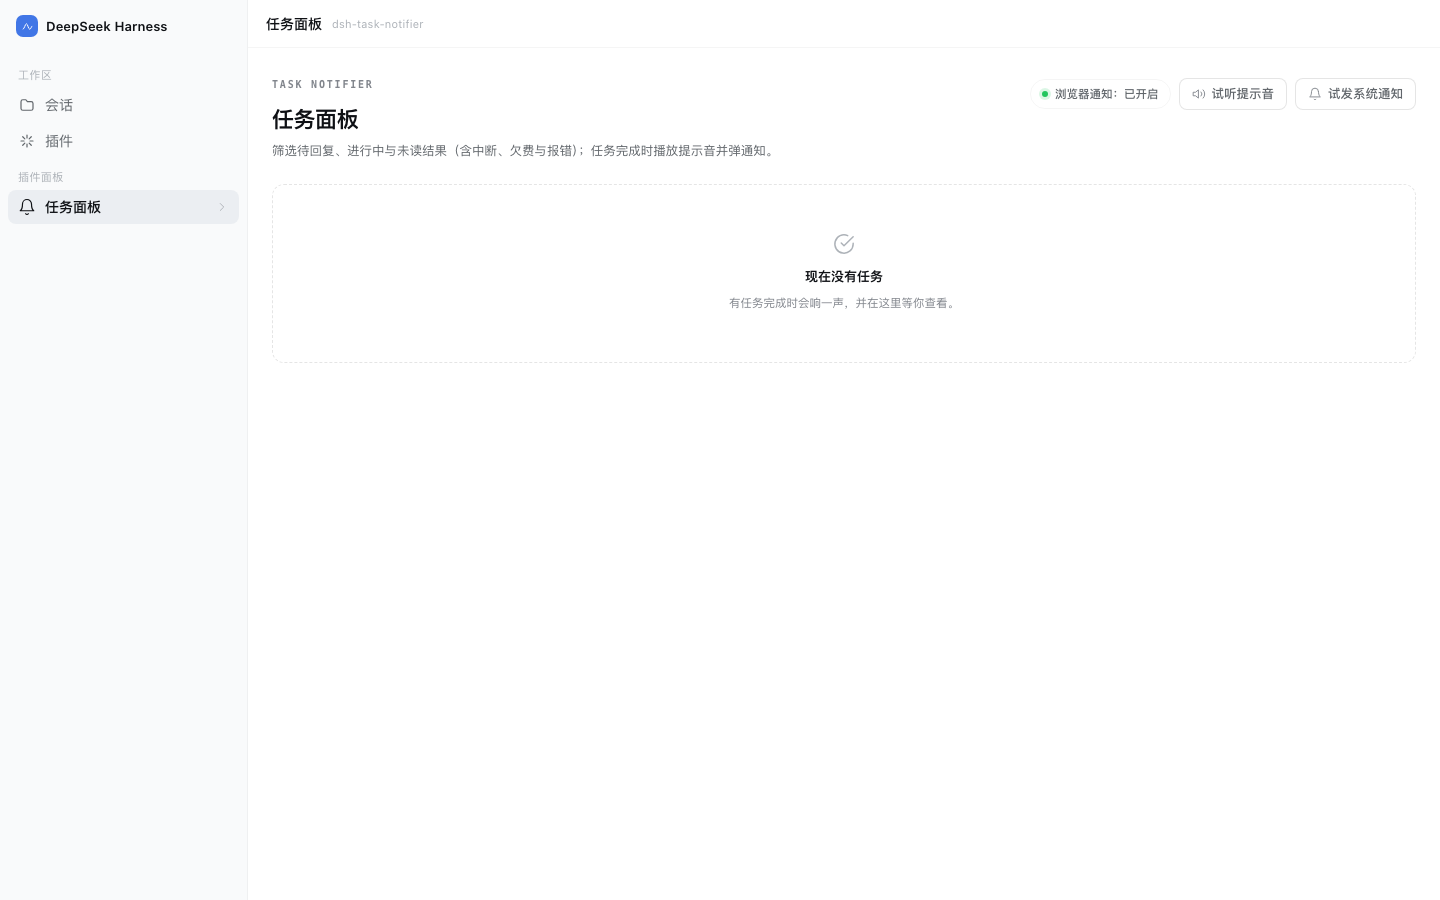 DeepSeek Harness
工作区
会话
插件
插件面板
任务面板
任务面板 dsh-task-notifier
TASK NOTIFIER
任务面板
筛选待回复、进行中与未读结果（含中断、欠费与报错）；任务完成时播放提示音并弹通知。
浏览器通知：已开启
试听提示音
试发系统通知
现在没有任务
有任务完成时会响一声，并在这里等你查看。